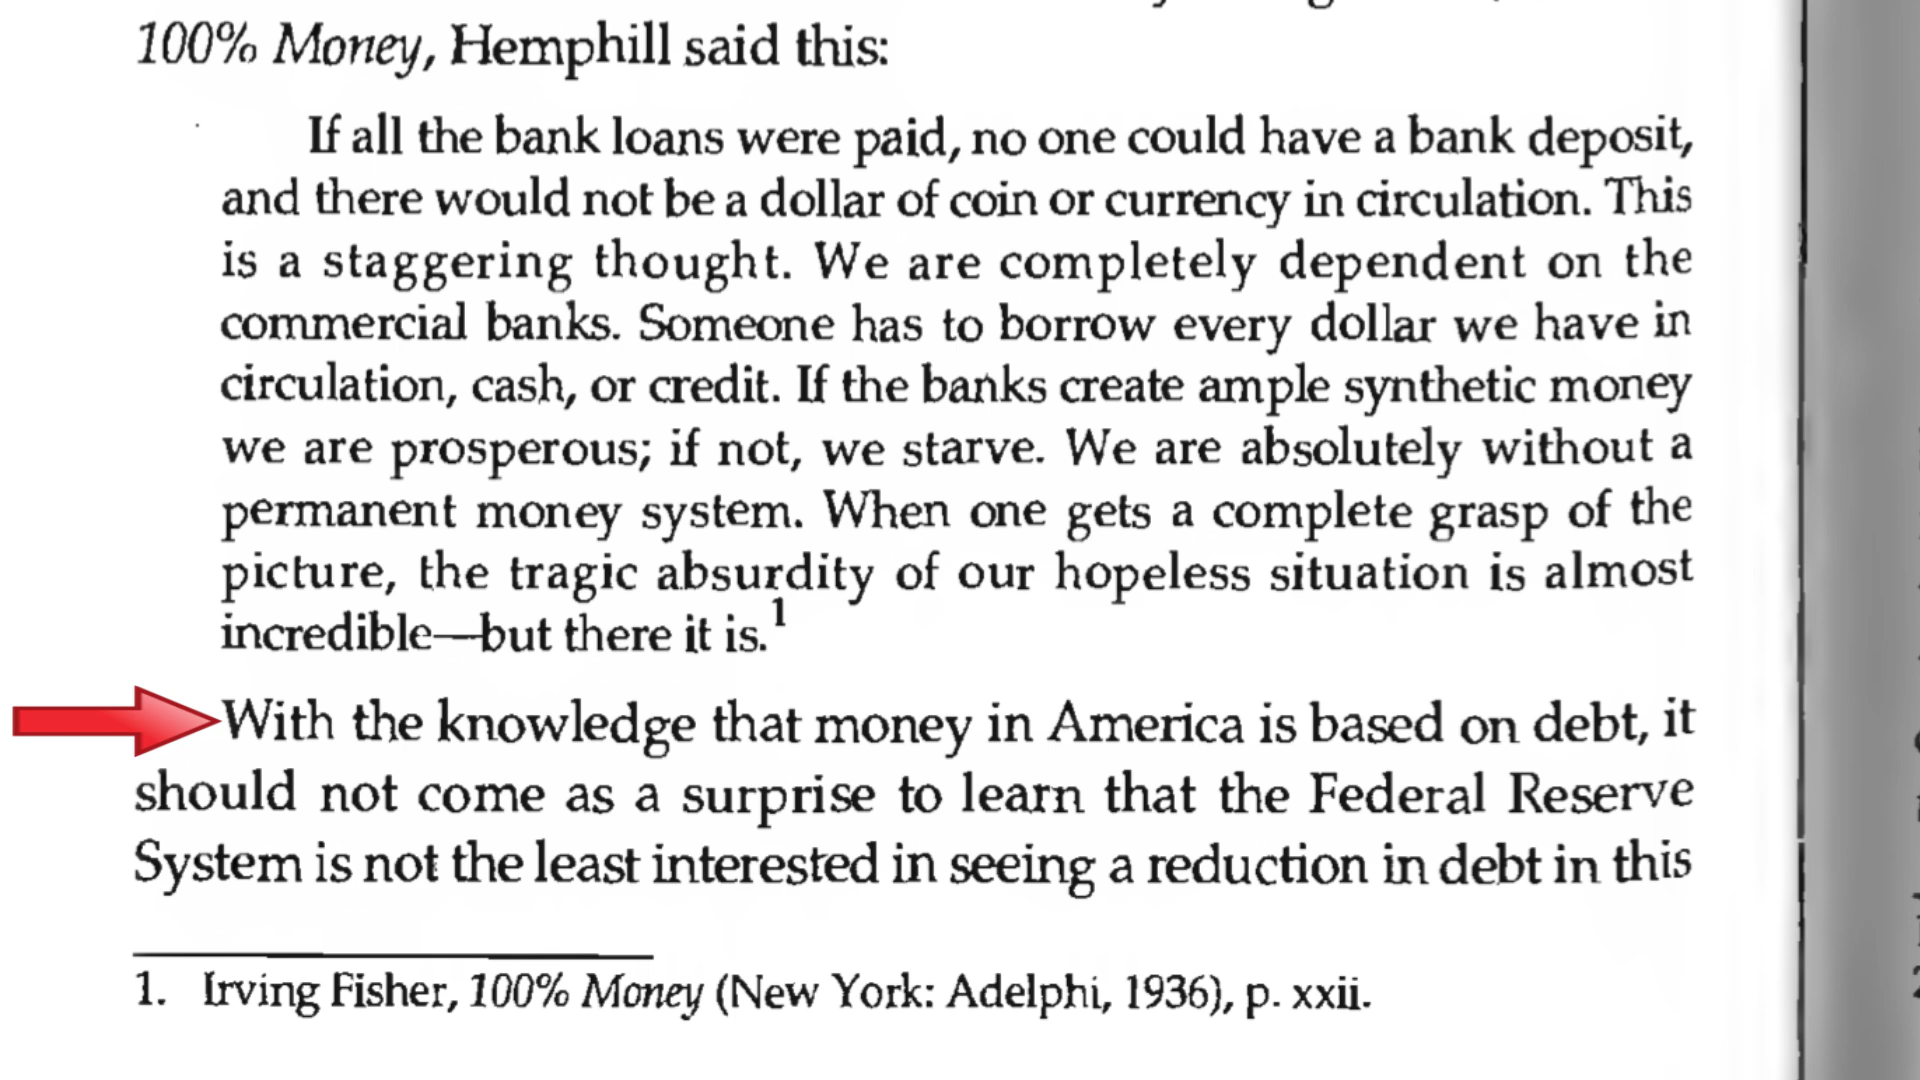 100% Money, Hemphill said this:
If all the bank loans were paid, no one could have a bank deposit,
and there would not be a dollar of coin or currency in circulation. This
is a staggering thought. We are completely dependent on the
commercial banks. Someone has to borrow every dollar we have in
circulation, cash, or credit. If the banks create ample synthetic money
we are prosperous; if not, we starve. We are absolutely without a
permanent money system. When one gets a complete grasp of the
picture, the tragic absurdity of our hopeless situation is almost
incredible—but there it is.1
With the knowledge that money in America is based on debt, it
should not come as a surprise to learn that the Federal Reserve
System is not the least interested in seeing a reduction in debt in this
1. Irving Fisher, 100% Money (New York: Adelphi, 1936), p. xxii.